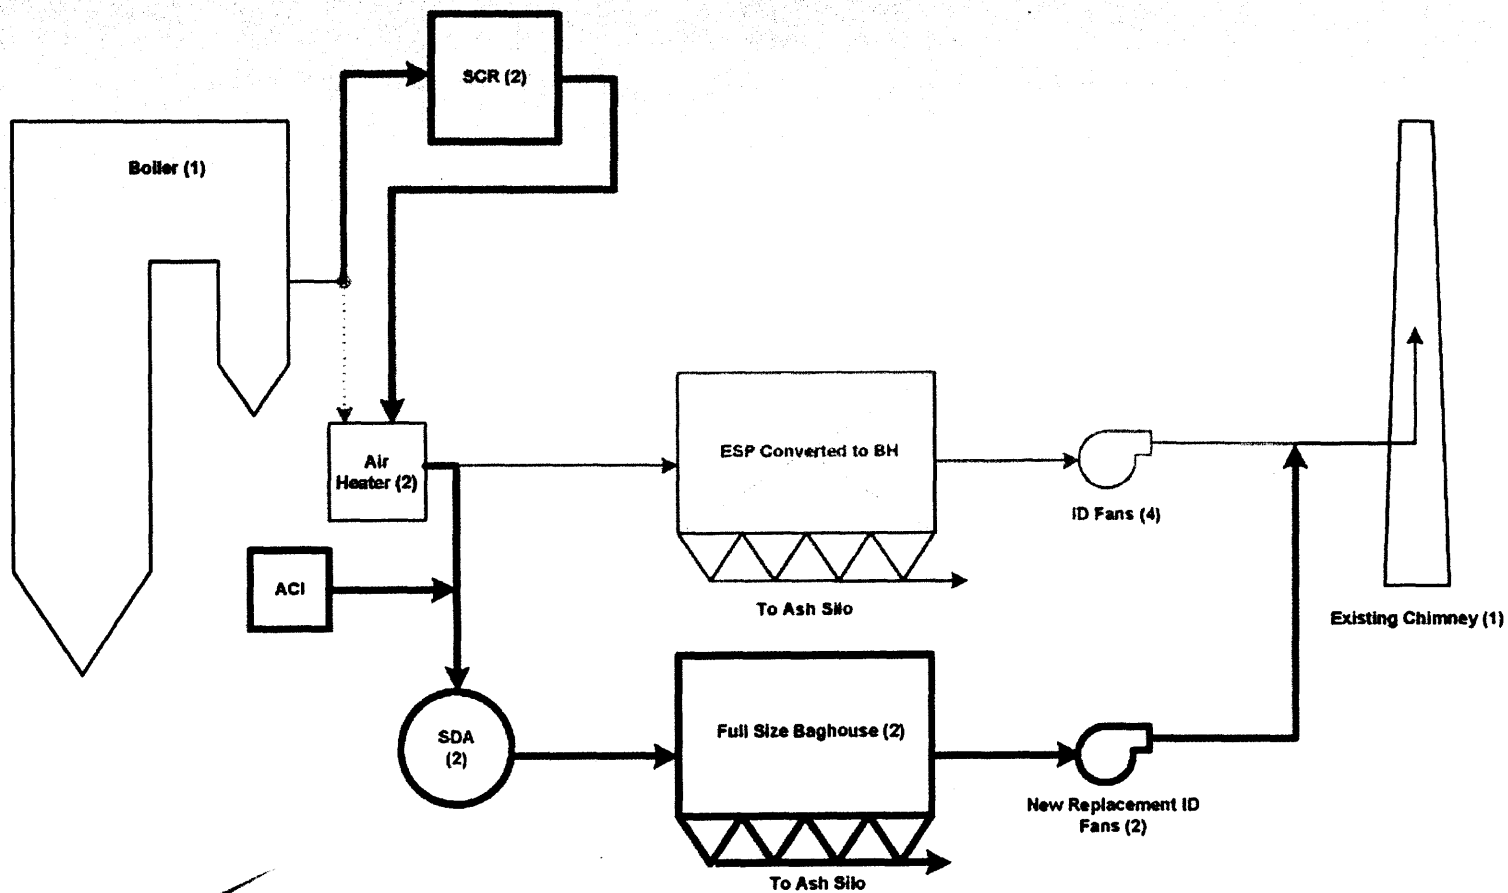 SCR (2)
Boiler (1)
Air
Heater (2)
ESP Converted to BH
ID Fans (4)
ACI
To Ash Silo
Existing Chimney (1)
SDA
(2)
Full Size Baghouse (2)
New Replacement ID
Fans (2)
To Ash Silo